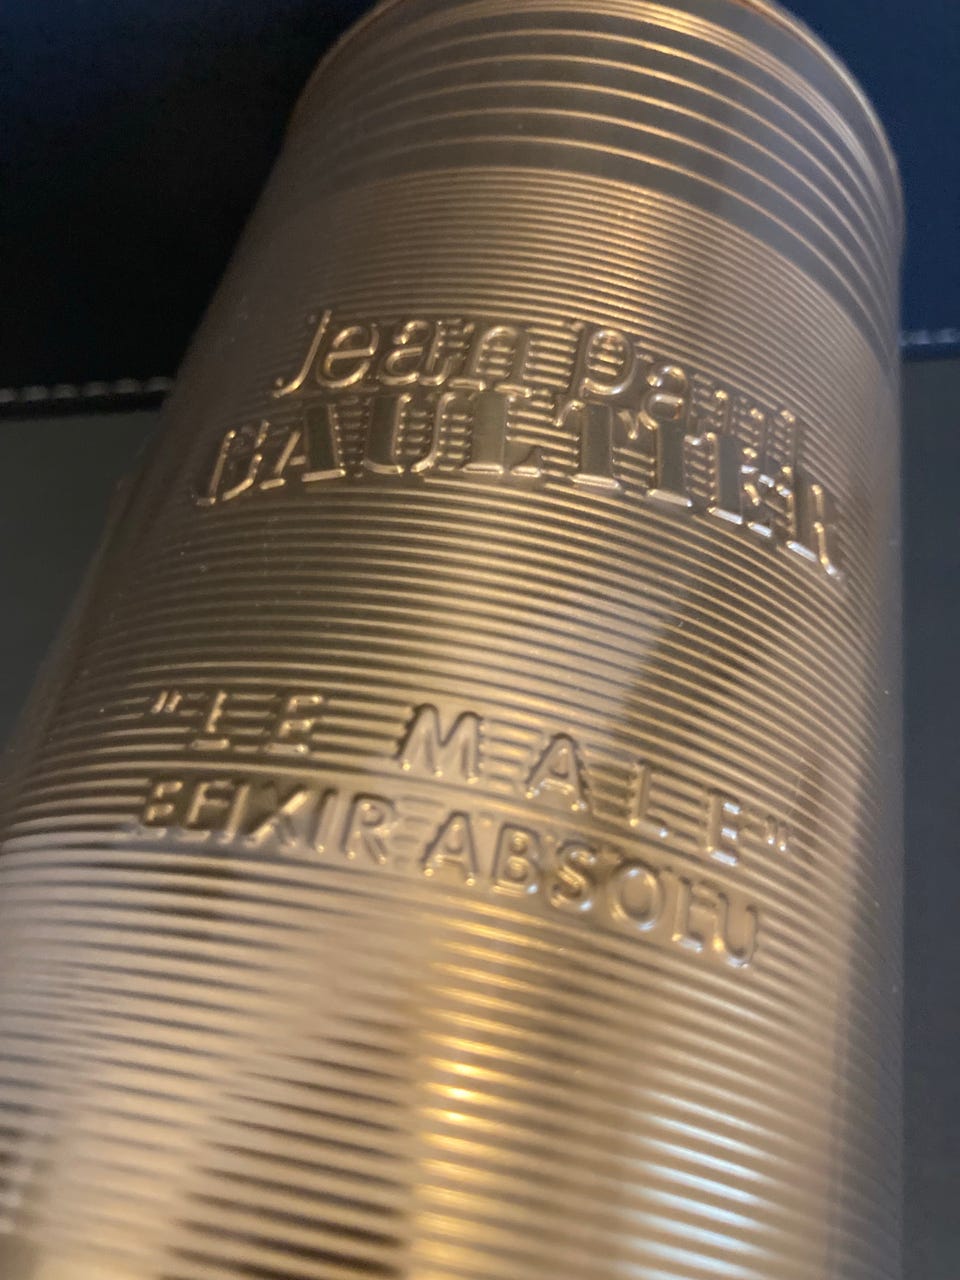 Jean Paul
GAULTIER
"LE MALE"
ELIXIR ABSOLU